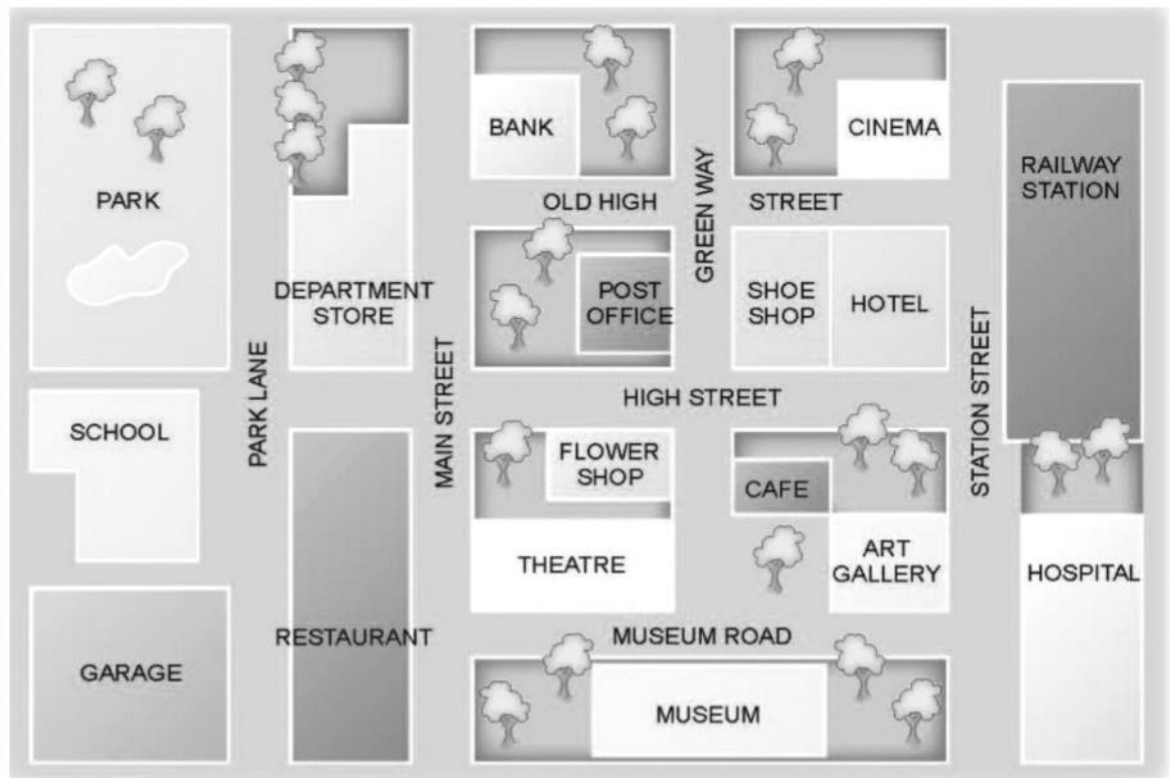 PARK
BANK
CINEMA
RAILWAY
STATION
OLD HIGH
STREET
GREEN WAY
DEPARTMENT
STORE
POST
OFFICE
SHOE
SHOP
HOTEL
PARK LANE
MAIN STREET
HIGH STREET
STATION STREET
SCHOOL
FLOWER
SHOP
CAFE
THEATRE
ART
GALLERY
HOSPITAL
RESTAURANT
MUSEUM ROAD
GARAGE
MUSEUM